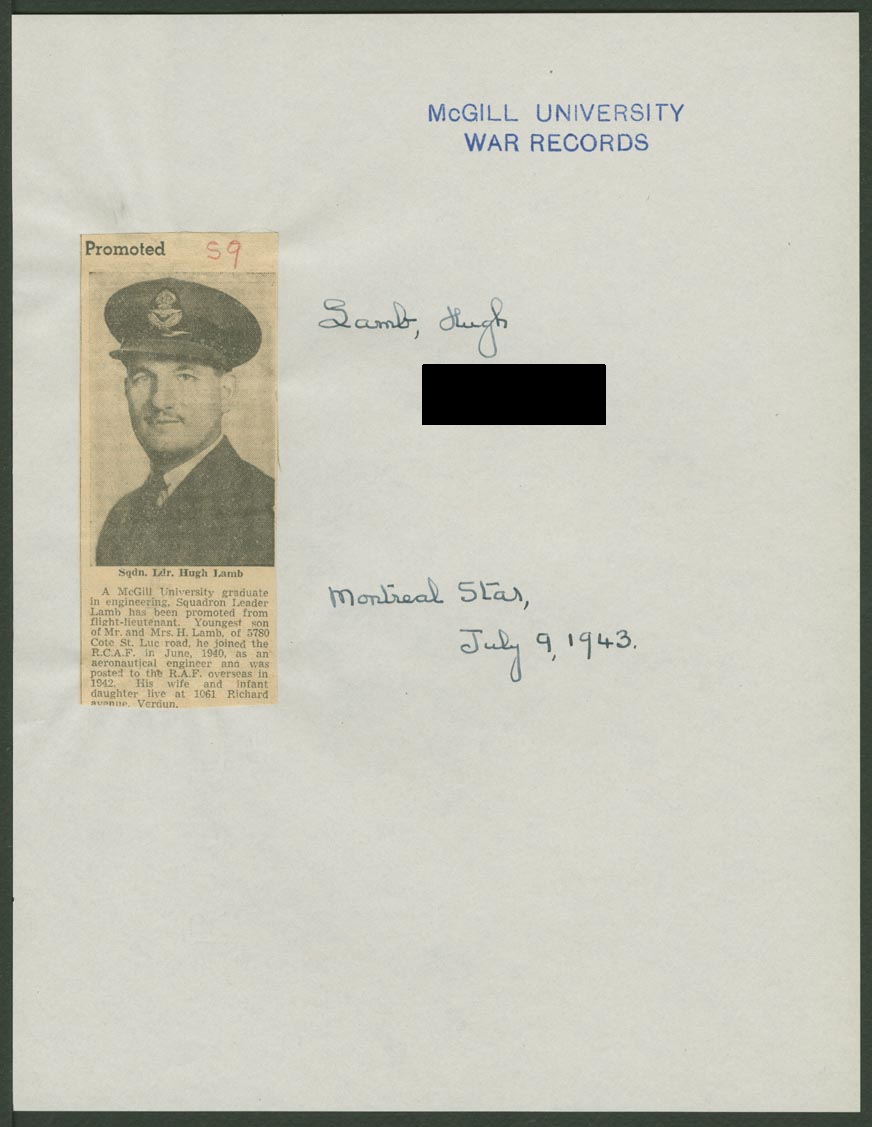 McGILL UNIVERSITY
WAR RECORDS
Promoted S9
Lamb, Hugh
Sqdn. Ldr. Hugh Lamb
A McGill University graduate
in engineering, Squadron Leader
Lamb has been promoted from
flight-lieutenant. Youngest son
of Mr. and Mrs. H. Lamb, of 5780
Cote St. Luc road, he joined the
R.C.A.F. in June, 1940, as an
aeronautical engineer and was
posted to the R.A.F. overseas in
1942. His wife and infant
daughter live at 1061 Richard
avenue, Verdun.
Montreal Star,
July 9, 1943.